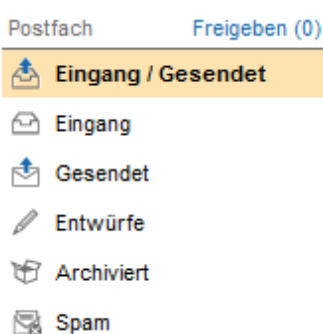 Postfach Freigeben (0)
Eingang / Gesendet
Eingang
Gesendet
Entwürfe
Archiviert
Spam